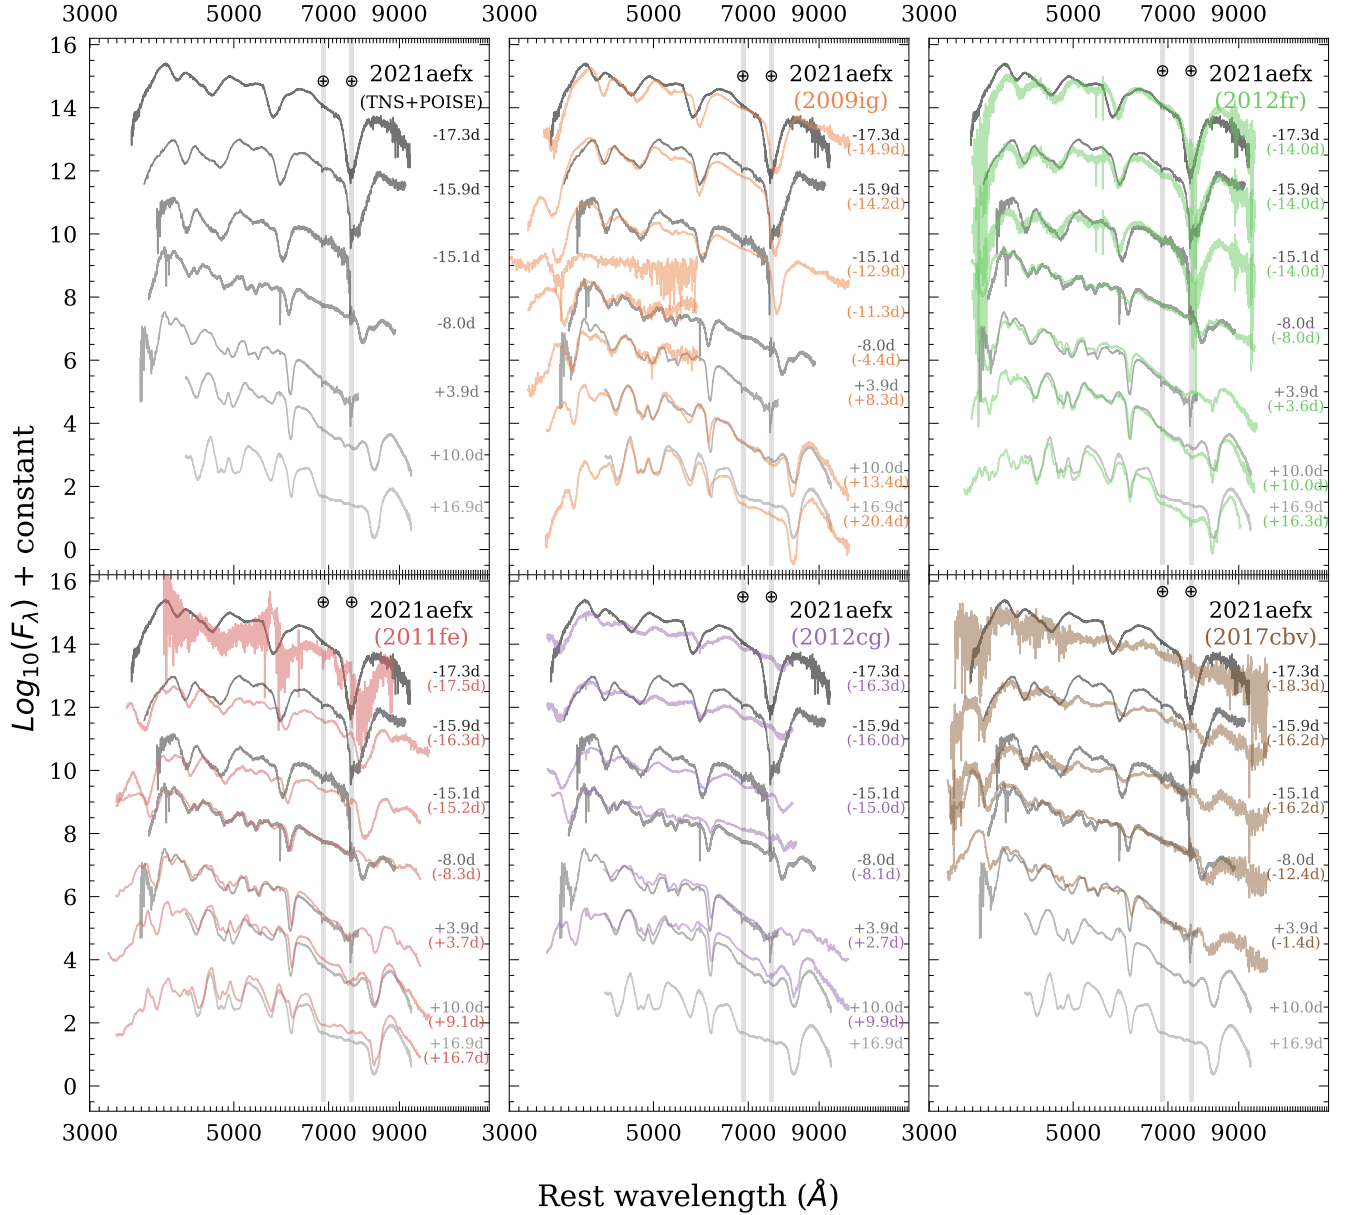 3000 5000 7000 9000 3000 5000 7000 9000 3000 5000 7000 9000
Log10(Fλ) + constant
16
14
12
10
8
6
4
2
0
⊕ ⊕
2021aefx
(TNS+POISE)
-17.3d
-15.9d
-15.1d
-8.0d
+3.9d
+10.0d
+16.9d
⊕ ⊕
2021aefx
(2009ig)
-17.3d
(-14.9d)
-15.9d
(-14.2d)
-15.1d
(-12.9d)
(-11.3d)
-8.0d
(-4.4d)
+3.9d
(+8.3d)
+10.0d
(+13.4d)
+16.9d
(+20.4d)
⊕ ⊕
2021aefx
(2012fr)
-17.3d
(-14.0d)
-15.9d
(-14.0d)
-15.1d
(-14.0d)
-8.0d
(-8.0d)
+3.9d
(+3.6d)
+10.0d
(+10.0d)
+16.9d
(+16.3d)
16
14
12
10
8
6
4
2
0
⊕ ⊕
2021aefx
(2011fe)
-17.3d
(-17.5d)
-15.9d
(-16.3d)
-15.1d
(-15.2d)
-8.0d
(-8.3d)
+3.9d
(+3.7d)
+10.0d
(+9.1d)
+16.9d
(+16.7d)
⊕ ⊕
2021aefx
(2012cg)
-17.3d
(-16.3d)
-15.9d
(-16.0d)
-15.1d
(-15.0d)
-8.0d
(-8.1d)
+3.9d
(+2.7d)
+10.0d
(+9.9d)
+16.9d
⊕ ⊕
2021aefx
(2017cbv)
-17.3d
(-18.3d)
-15.9d
(-16.2d)
-15.1d
(-16.2d)
-8.0d
(-12.4d)
+3.9d
(-1.4d)
+10.0d
+16.9d
3000 5000 7000 9000 3000 5000 7000 9000 3000 5000 7000 9000
Rest wavelength (Å)